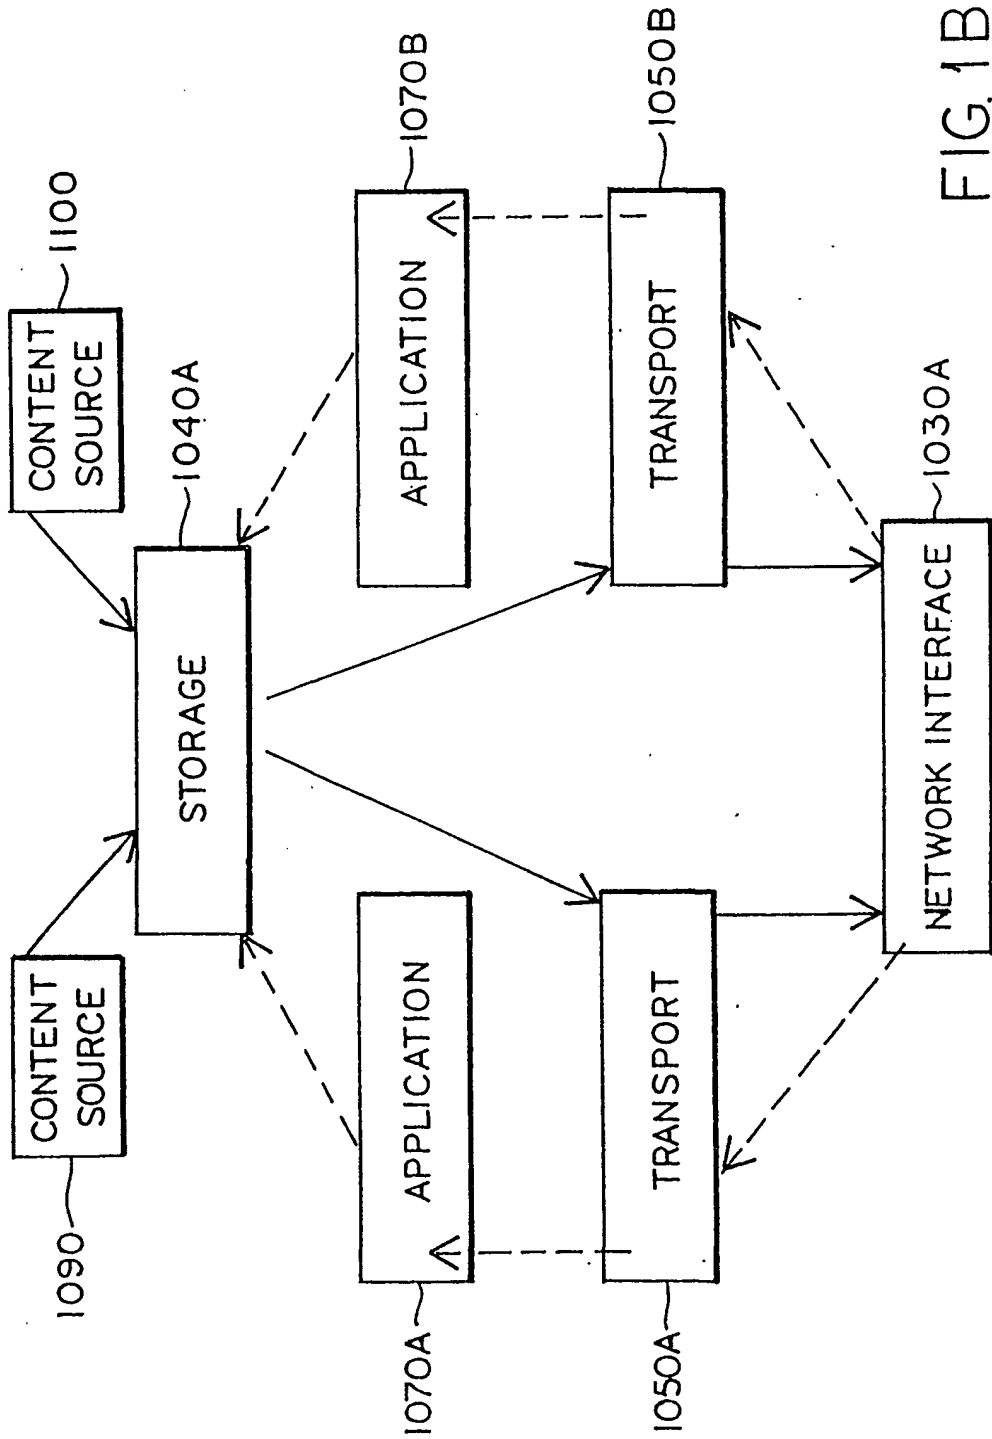 1090
CONTENT
SOURCE
CONTENT
SOURCE
1100
STORAGE
1040A
1070A
APPLICATION
APPLICATION
1070B
1050A
TRANSPORT
TRANSPORT
1050B
NETWORK INTERFACE
1030A
FIG. 1B